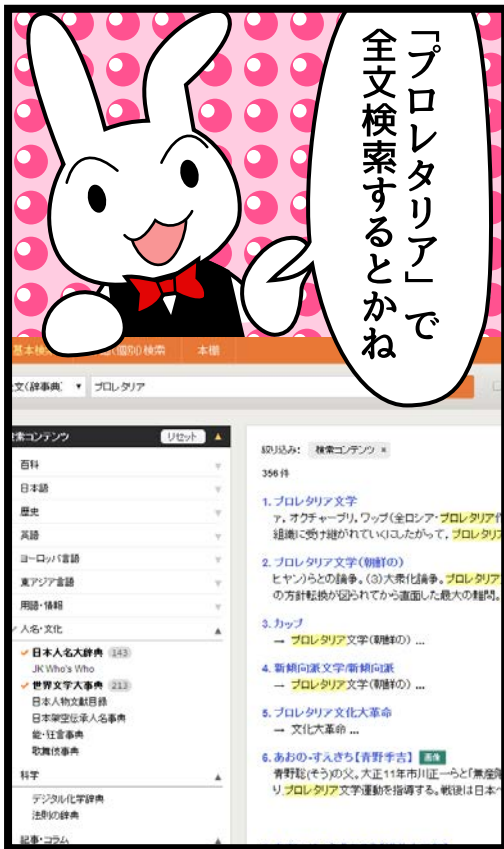 「プロレタリア」で
全文検索するとかね
(個別)検索
本棚
文(辞事典
プロレタリア
索コンテンツ
リセット
百科
日本語
歴史
英語
ヨーロッパ言語
東アジア言語
用語・情報
人名・文化
日本人名大辞典 143
JK Who's Who
世界文学大事典 213
日本人物文献目録
日本架空伝承人名事典
能・狂言事典
歌舞伎事典
科学
デジタル化学辞典
法則の辞典
記事・コラム
絞り込み: 検索コンテンツ ×
356 件
1. プロレタリア文学
ァ，オクチャーブリ，ワップ(全ロシア・プロレタリア
組織に受け継がれていく)。したがって，プロレタリ
2. プロレタリア文学(朝鮮の)
ヒヤン)らとの論争。(3)大衆化論争。プロレタリア
の方針転換が図られてから直面した最大の難問。
3. カップ
→ プロレタリア文学(朝鮮の) ...
4. 新傾向派文学/新傾向派
→ プロレタリア文学(朝鮮の) ...
5. プロレタリア文化大革命
→ 文化大革命 ...
6. あおの-すえきち【青野季吉】 画像
青野聡(そう)の父。大正11年市川正一らと「無産階
り,プロレタリア文学運動を指導する。戦後は日本ペ